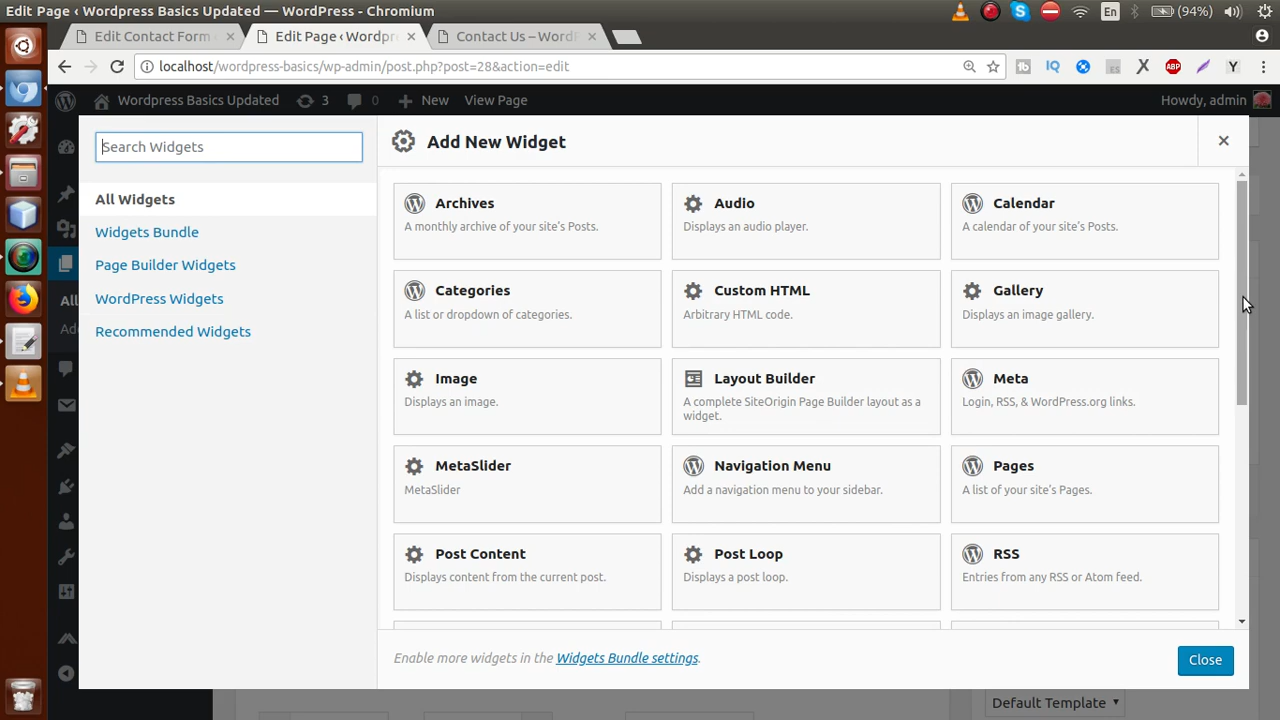 Edit Page ‹ Wordpress Basics Updated — WordPress - Chromium
En
(94%)
Edit Contact Form
Edit Page ‹ Wordpr
Contact Us – WordP
localhost/wordpress-basics/wp-admin/post.php?post=28&action=edit
IQ
ES
X
ABP
Y
Wordpress Basics Updated
3
0
New
View Page
Howdy, admin
Search Widgets
Add New Widget
All Widgets
Widgets Bundle
Page Builder Widgets
WordPress Widgets
Recommended Widgets
All
Add
Archives
A monthly archive of your site's Posts.
Audio
Displays an audio player.
Calendar
A calendar of your site's Posts.
Categories
A list or dropdown of categories.
Custom HTML
Arbitrary HTML code.
Gallery
Displays an image gallery.
Image
Displays an image.
Layout Builder
A complete SiteOrigin Page Builder layout as a
widget.
Meta
Login, RSS, & WordPress.org links.
MetaSlider
MetaSlider
Navigation Menu
Add a navigation menu to your sidebar.
Pages
A list of your site's Pages.
Post Content
Displays content from the current post.
Post Loop
Displays a post loop.
RSS
Entries from any RSS or Atom feed.
Enable more widgets in the Widgets Bundle settings.
Close
Default Template